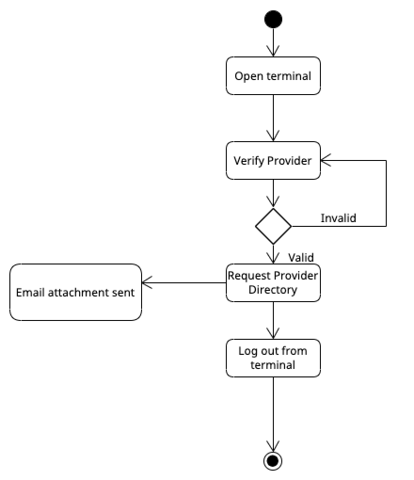 Open terminal
Verify Provider
Invalid
Valid
Request Provider
Directory
Email attachment sent
Log out from
terminal